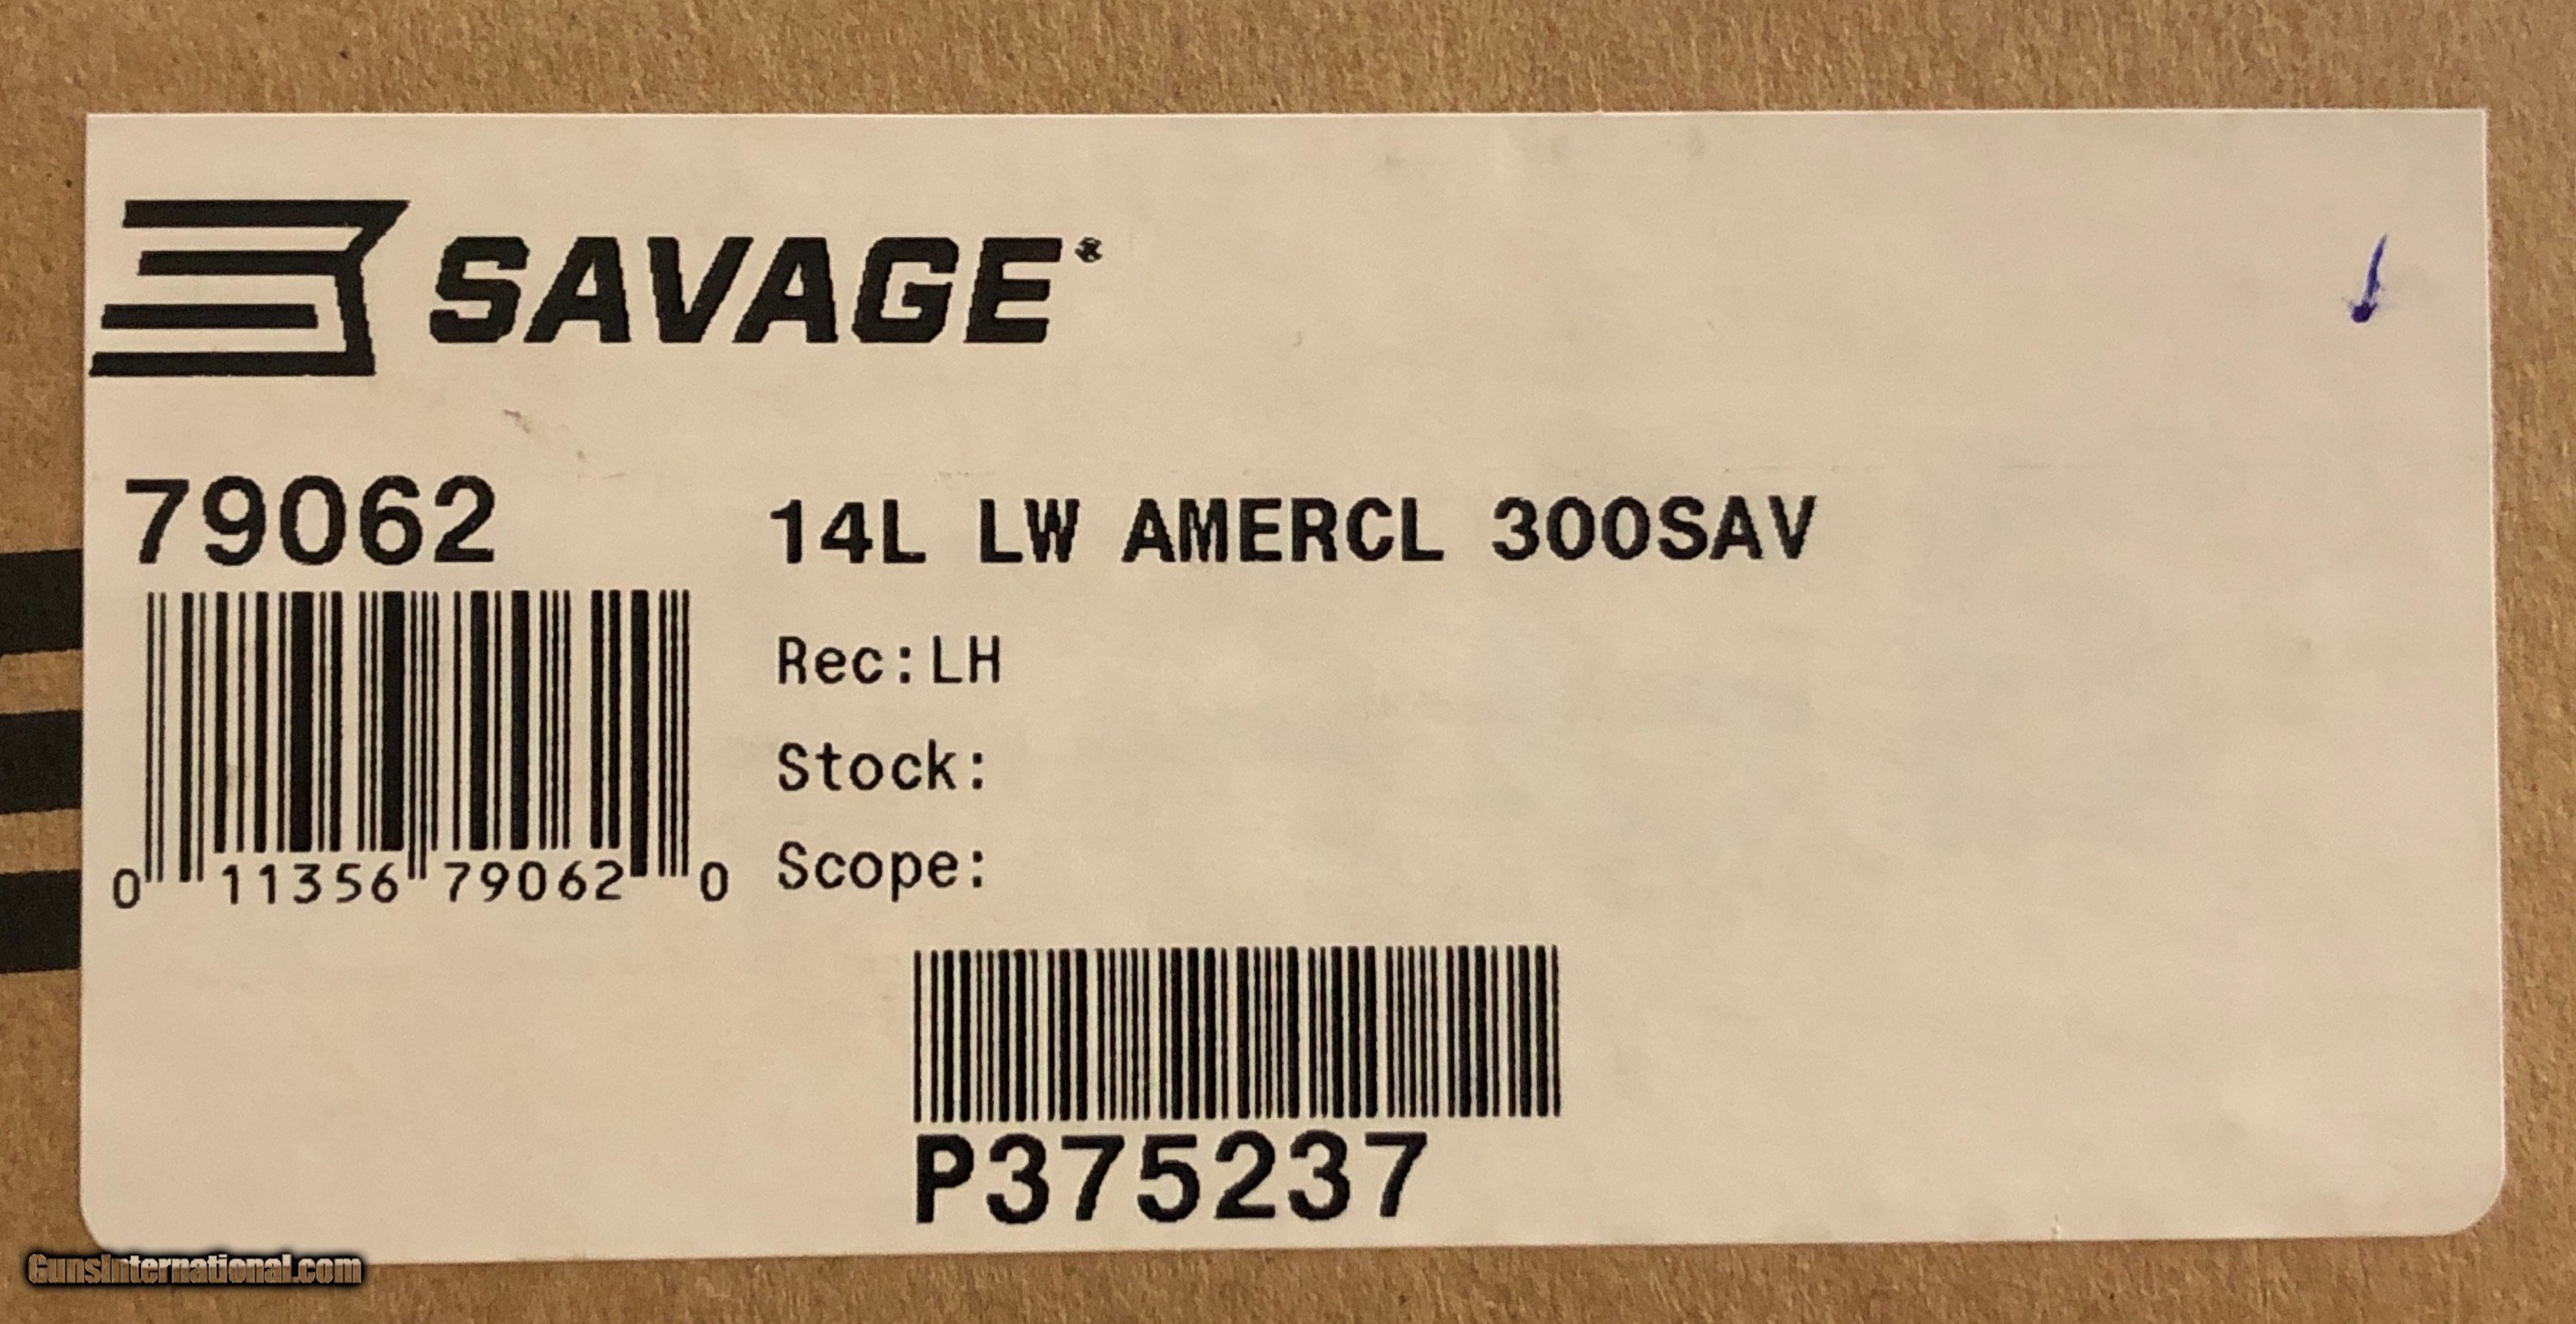 SAVAGE®
79062
14L LW AMERCL 300SAV
Rec:LH
Stock:
Scope:
0 11356 79062 0
P375237
GunsInternational.com